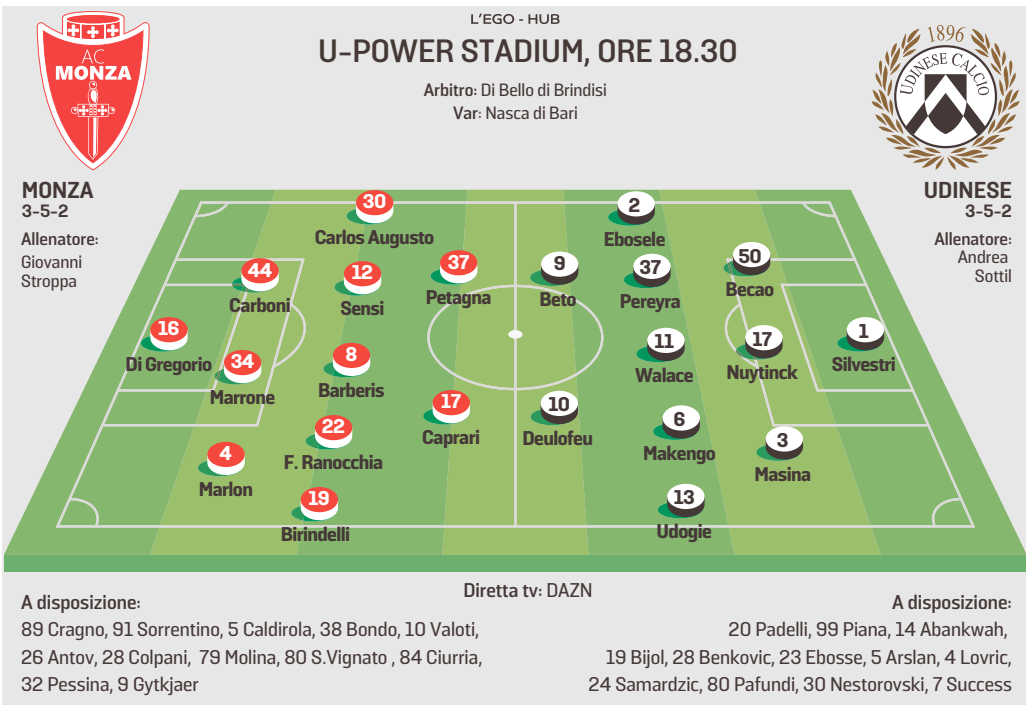 L'EGO - HUB
U-POWER STADIUM, ORE 18.30
Arbitro: Di Bello di Brindisi
Var: Nasca di Bari
AC
MONZA
1896
UDINESE CALCIO
MONZA
3-5-2
Allenatore:
Giovanni
Stroppa
UDINESE
3-5-2
Allenatore:
Andrea
Sottil
16
Di Gregorio
44
Carboni
34
Marrone
4
Marlon
30
Carlos Augusto
12
Sensi
8
Barberis
22
F. Ranocchia
19
Birindelli
37
Petagna
17
Caprari
9
Beto
10
Deulofeu
2
Ebosele
37
Pereyra
11
Walace
6
Makengo
13
Udogie
50
Becao
17
Nuytinck
3
Masina
1
Silvestri
Diretta tv: DAZN
A disposizione:
89 Cragno, 91 Sorrentino, 5 Caldirola, 38 Bondo, 10 Valoti,
26 Antov, 28 Colpani, 79 Molina, 80 S.Vignato , 84 Ciurria,
32 Pessina, 9 Gytkjaer
A disposizione:
20 Padelli, 99 Piana, 14 Abankwah,
19 Bijol, 28 Benkovic, 23 Ebosse, 5 Arslan, 4 Lovric,
24 Samardzic, 80 Pafundi, 30 Nestorovski, 7 Success